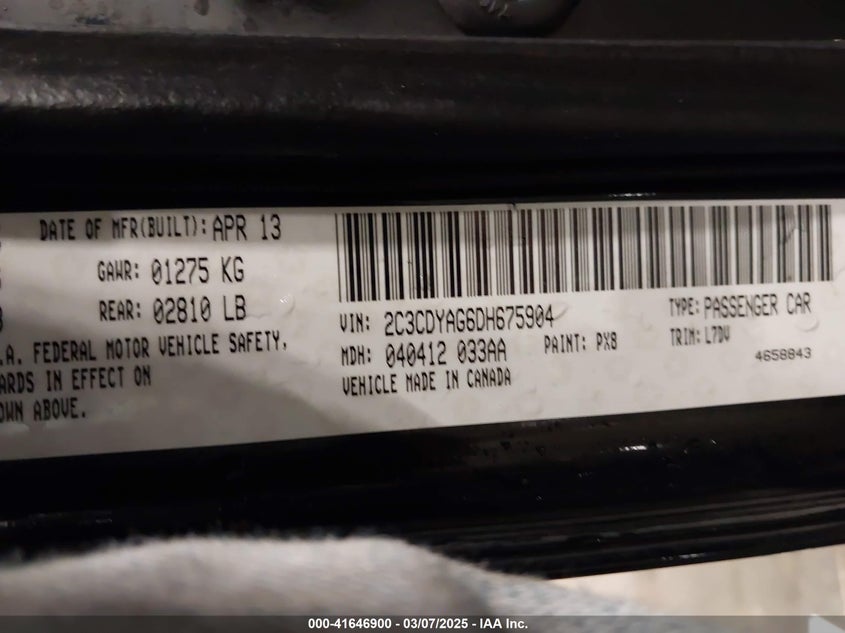 DATE OF MFR(BUILT): APR 13
GAWR: 01275 KG
REAR: 02810 LB
.A. FEDERAL MOTOR VEHICLE SAFETY,
ARDS IN EFFECT ON
OWN ABOVE.
VIN: 2C3CDYAG6DH675904
TYPE: PASSENGER CAR
MDH: 040412 033AA
PAINT: PX8
TRIM: L7DV
VEHICLE MADE IN CANADA
4658843
000-41646900 — 03/07/2025 — IAA Inc.